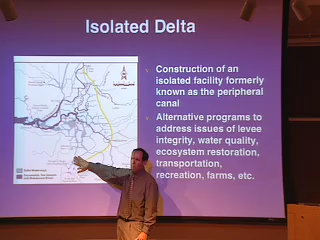 Isolated Delta
Construction of an
isolated facility formerly
known as the peripheral
canal
Alternative programs to
address issues of levee
integrity, water quality,
ecosystem restoration,
transportation,
recreation, farms, etc.